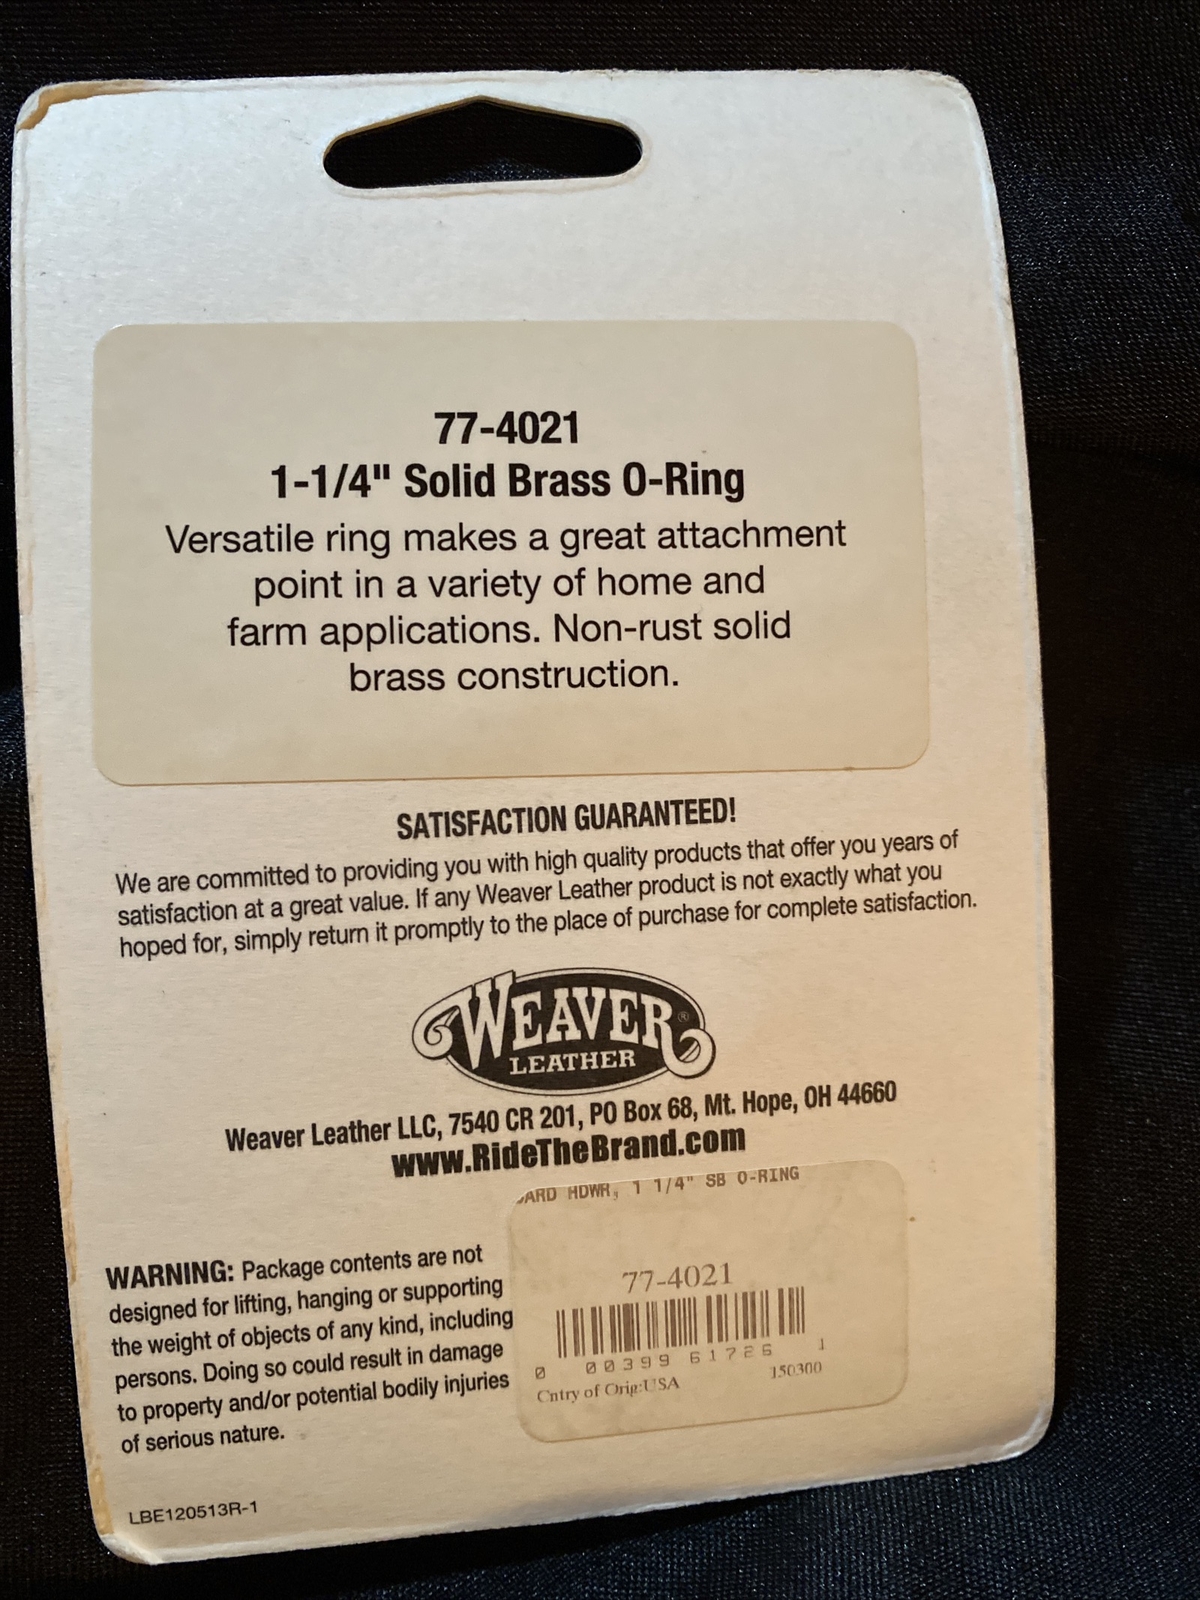 77-4021
1-1/4" Solid Brass O-Ring
Versatile ring makes a great attachment
point in a variety of home and
farm applications. Non-rust solid
brass construction.
SATISFACTION GUARANTEED!
We are committed to providing you with high quality products that offer you years of
satisfaction at a great value. If any Weaver Leather product is not exactly what you
hoped for, simply return it promptly to the place of purchase for complete satisfaction.
WEAVER®
LEATHER
Weaver Leather LLC, 7540 CR 201, PO Box 68, Mt. Hope, OH 44660
www.RideTheBrand.com
WARNING: Package contents are not
designed for lifting, hanging or supporting
the weight of objects of any kind, including
persons. Doing so could result in damage
to property and/or potential bodily injuries
of serious nature.
LBE120513R-1
HDWR, 1 1/4" SB O-RING
77-4021
0 00399 61726 1
Cntry of Orig:USA 150300